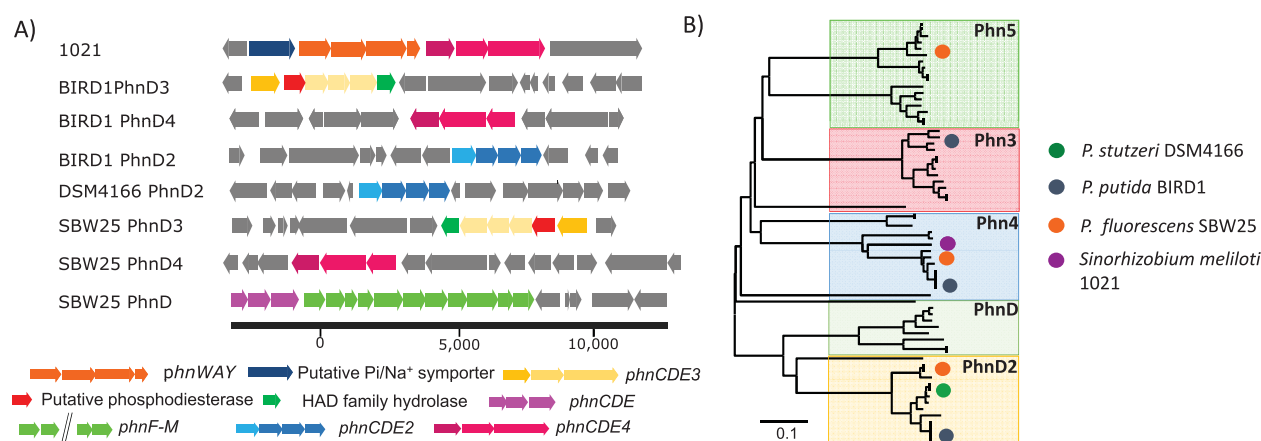 A)
1021
BIRD1PhnD3
BIRD1 PhnD4
BIRD1 PhnD2
DSM4166 PhnD2
SBW25 PhnD3
SBW25 PhnD4
SBW25 PhnD
0 5,000 10,000
phnWAY Putative Pi/Na⁺ symporter phnCDE3
Putative phosphodiesterase HAD family hydrolase phnCDE
// phnF-M phnCDE2 phnCDE4
B)
Phn5
Phn3
Phn4
PhnD
PhnD2
0.1
P. stutzeri DSM4166
P. putida BIRD1
P. fluorescens SBW25
Sinorhizobium meliloti
1021